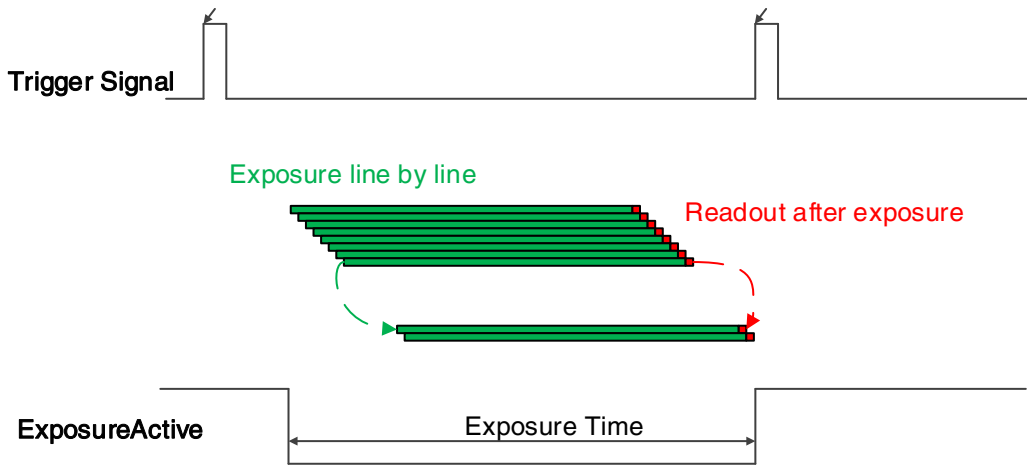 Trigger Signal
Exposure line by line
Readout after exposure
Exposure Time
ExposureActive